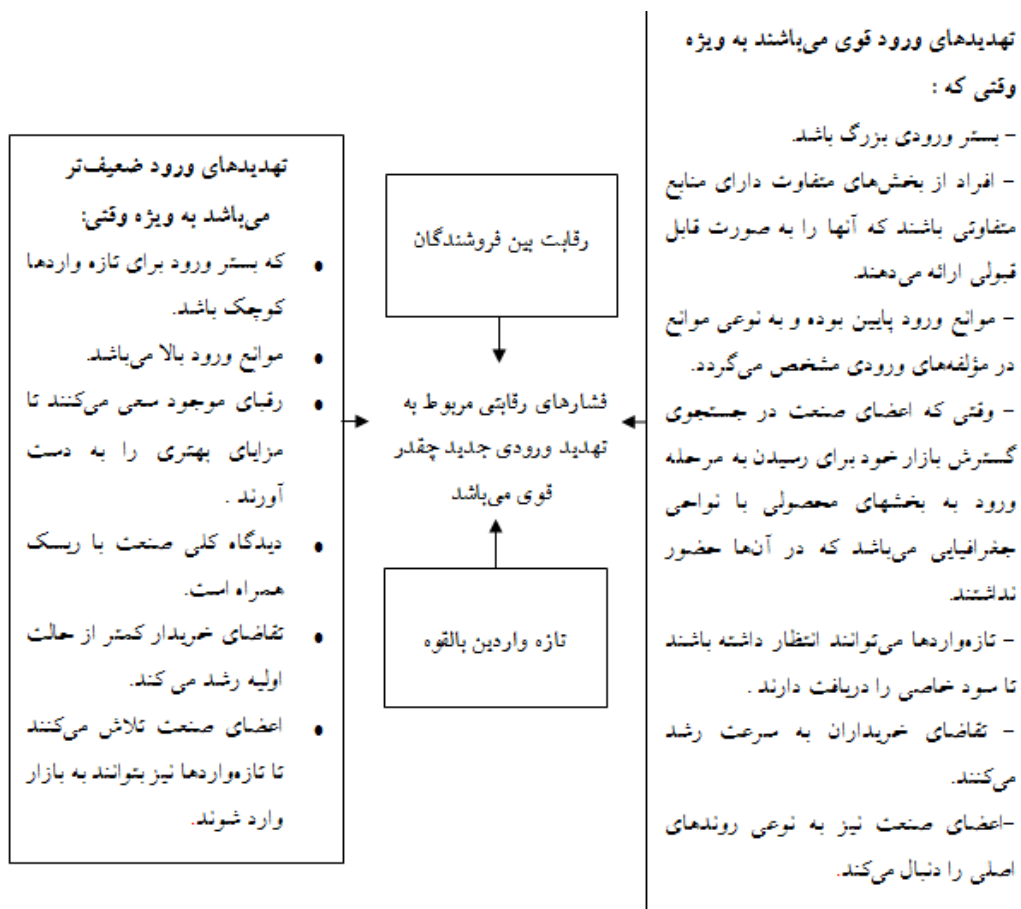 تهدیدهای ورود قوی می‌باشند به ویژه
وقتی که :
– بستر ورودی بزرگ باشد.
– افراد از بخش‌های متفاوت دارای منابع
متفاوتی باشند که آنها را به صورت قابل
قبولی ارائه می‌دهند.
– موانع ورود پایین بوده و به نوعی موانع
در مؤلفه‌های ورودی مشخص می‌گردد.
– وقتی که اعضای صنعت در جستجوی
گسترش بازار خود برای رسیدن به مرحله
ورود به بخشهای محصولی با نواحی
جغرافیایی می‌باشد که در آن‌ها حضور
نداشتند.
– تازه‌واردها می‌توانند انتظار داشته باشند
تا سود خاصی را دریافت دارند .
– تقاضای خریداران به سرعت رشد
می‌کنند.
–اعضای صنعت نیز به نوعی روندهای
اصلی را دنبال می‌کند.
رقابت بین فروشندگان
فشارهای رقابتی مربوط به
تهدید ورودی جدید چقدر
قوی می‌باشد
تازه واردین بالقوه
تهدیدهای ورود ضعیف‌تر
می‌باشد به ویژه وقتی:
• که بستر ورود برای تازه واردها
کوچک باشد.
• موانع ورود بالا می‌باشد.
• رقبای موجود سعی می‌کنند تا
مزایای بهتری را به دست
آورند .
• دیدگاه کلی صنعت با ریسک
همراه است.
• تقاضای خریدار کمتر از حالت
اولیه رشد می کند.
• اعضای صنعت تلاش می‌کنند
تا تازه‌واردها نیز بتوانند به بازار
وارد شوند.